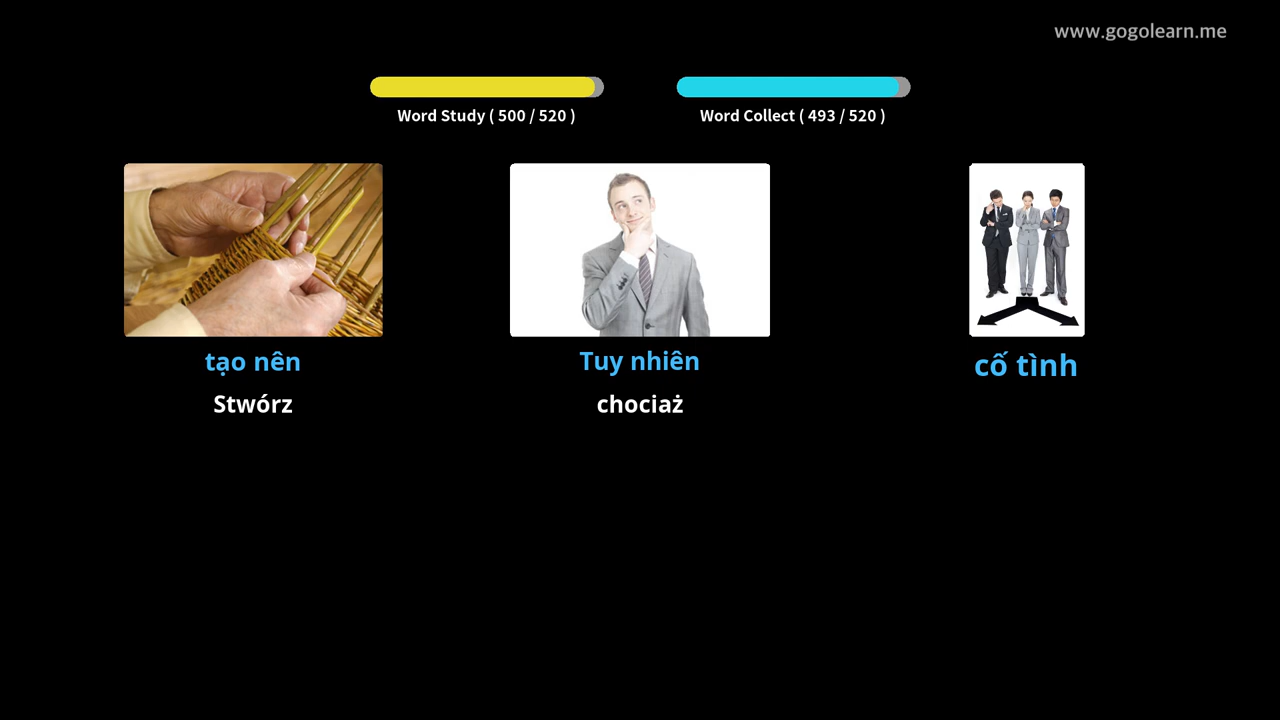 www.gogolearn.me
Word Study ( 500 / 520 )
Word Collect ( 493 / 520 )
tạo nên
Stwórz
Tuy nhiên
chociaż
cố tình